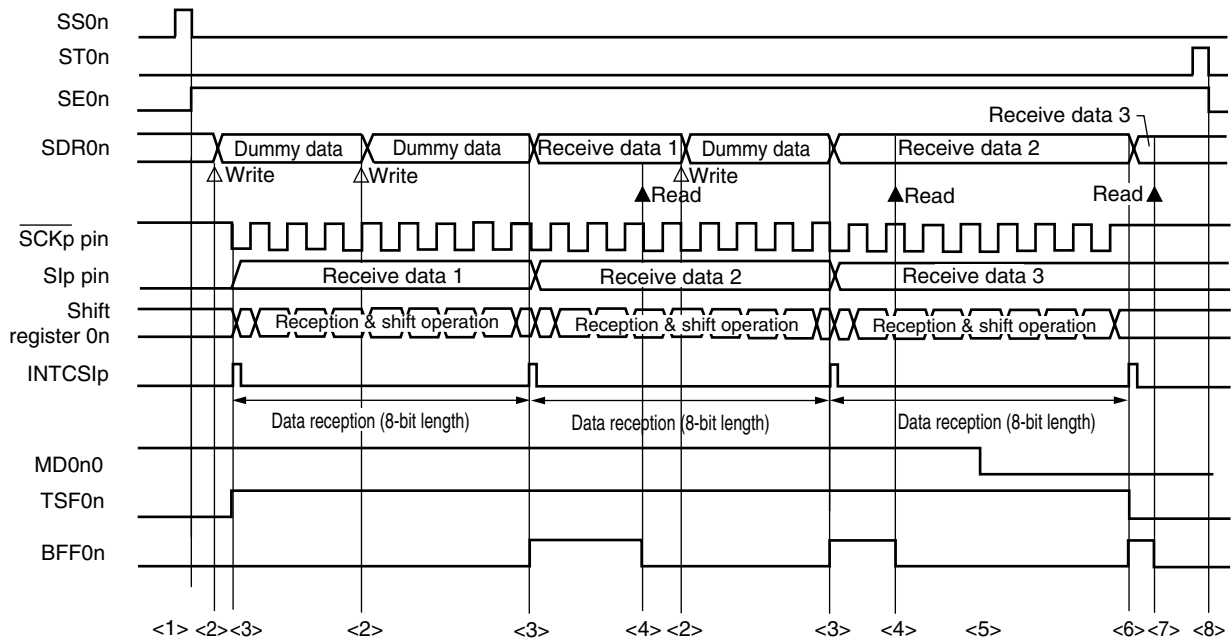 SS0n
ST0n
SE0n
Receive data 3
SDR0n Dummy data Dummy data Receive data 1 Dummy data Receive data 2
△Write △Write ▲Read △Write ▲Read Read▲
SCKp pin
SIp pin Receive data 1 Receive data 2 Receive data 3
Shift
register 0n Reception & shift operation Reception & shift operation Reception & shift operation
INTCSIp
Data reception (8-bit length) Data reception (8-bit length) Data reception (8-bit length)
MD0n0
TSF0n
BFF0n
<1> <2> <3> <2> <3> <4> <2> <3> <4> <5> <6> <7> <8>